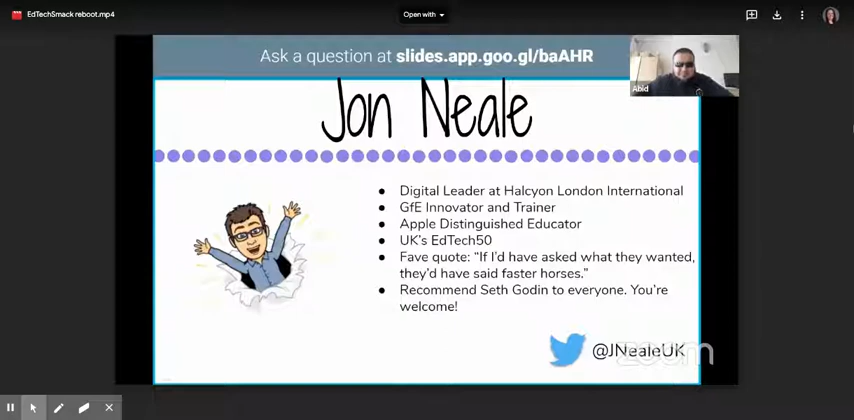 EdTechSmack reboot.mp4
Open with
Ask a question at slides.app.goo.gl/baAHR
Abid
Jon Neale
Digital Leader at Halcyon London International
GfE Innovator and Trainer
Apple Distinguished Educator
UK's EdTech50
Fave quote: “If I’d have asked what they wanted,
they’d have said faster horses.”
Recommend Seth Godin to everyone. You’re
welcome!
@JNealeUK
zoom